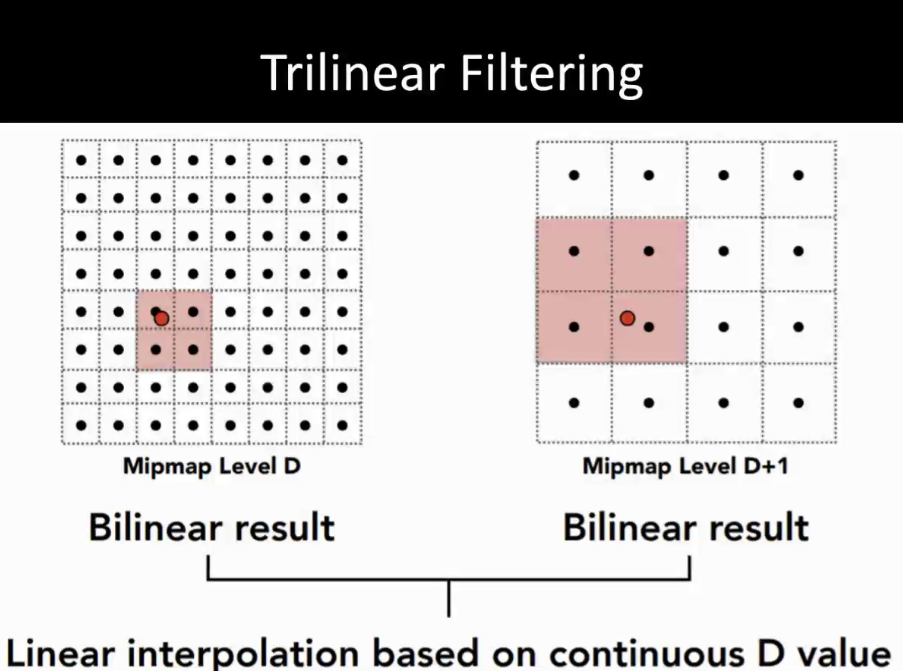 Trilinear Filtering
Mipmap Level D
Mipmap Level D+1
Bilinear result
Bilinear result
Linear interpolation based on continuous D value